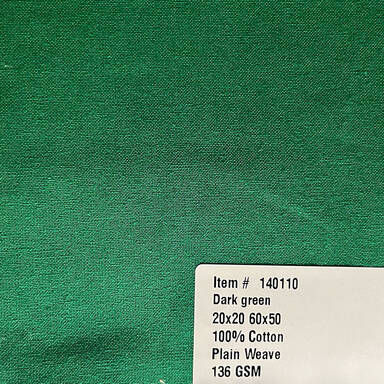 Item # 140110
Dark green
20x20 60x50
100% Cotton
Plain Weave
136 GSM